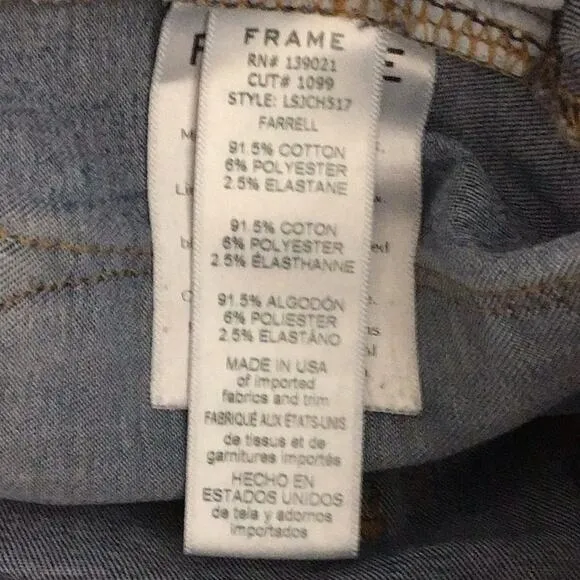 FRAME
RN# 139021
CUT# 1099
STYLE: LSJCH517
FARRELL
91.5% COTTON
6% POLYESTER
2.5% ELASTANE
91.5% COTON
6% POLYESTER
2.5% ÉLASTHANNE
91.5% ALGODÓN
6% POLIESTER
2.5% ELASTÁNO
MADE IN USA
of imported
fabrics and trim
FABRIQUÉ AUX ÉTATS-UNIS
de tissus et de
garnitures importés
HECHO EN
ESTADOS UNIDOS
de tela y adornos
importados